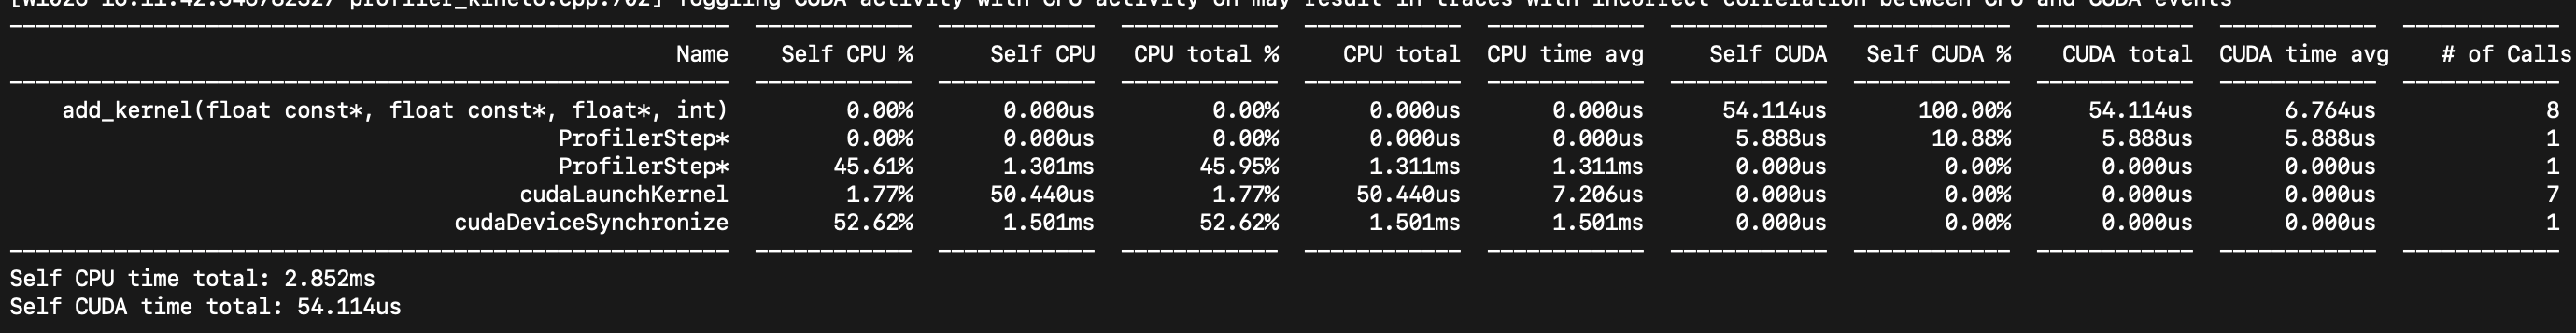 profiler_kineto.cpp:702] Toggling CUDA activity with CPU activity on may result in traces with incorrect correlation between CPU and CUDA events
Name Self CPU % Self CPU CPU total % CPU total CPU time avg Self CUDA Self CUDA % CUDA total CUDA time avg # of Calls
add_kernel(float const*, float const*, float*, int) 0.00% 0.000us 0.00% 0.000us 0.000us 54.114us 100.00% 54.114us 6.764us 8
ProfilerStep* 0.00% 0.000us 0.00% 0.000us 0.000us 5.888us 10.88% 5.888us 5.888us 1
ProfilerStep* 45.61% 1.301ms 45.95% 1.311ms 1.311ms 0.000us 0.00% 0.000us 0.000us 1
cudaLaunchKernel 1.77% 50.440us 1.77% 50.440us 7.206us 0.000us 0.00% 0.000us 0.000us 7
cudaDeviceSynchronize 52.62% 1.501ms 52.62% 1.501ms 1.501ms 0.000us 0.00% 0.000us 0.000us 1
Self CPU time total: 2.852ms
Self CUDA time total: 54.114us